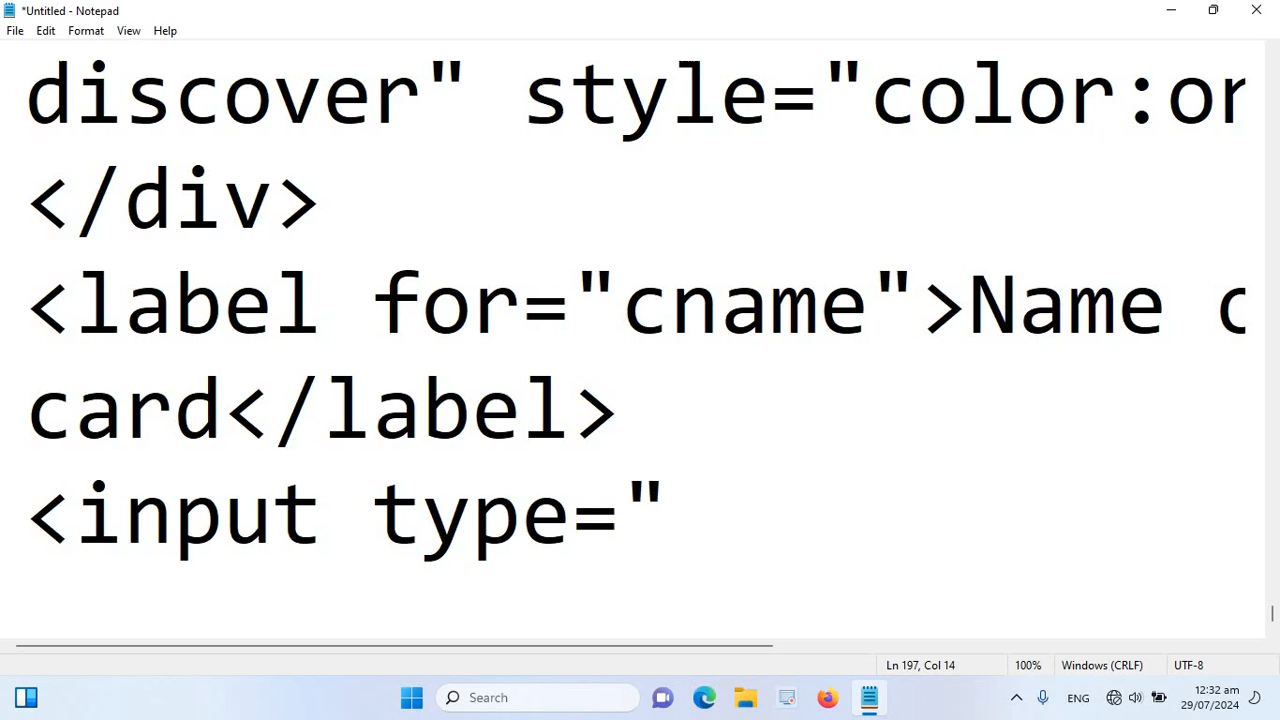 *Untitled - Notepad
File Edit Format View Help
discover" style="color:or
</div>
<label for="cname">Name c
card</label>
<input type="
Ln 197, Col 14 100% Windows (CRLF) UTF-8
Search ENG 12:32 am
29/07/2024